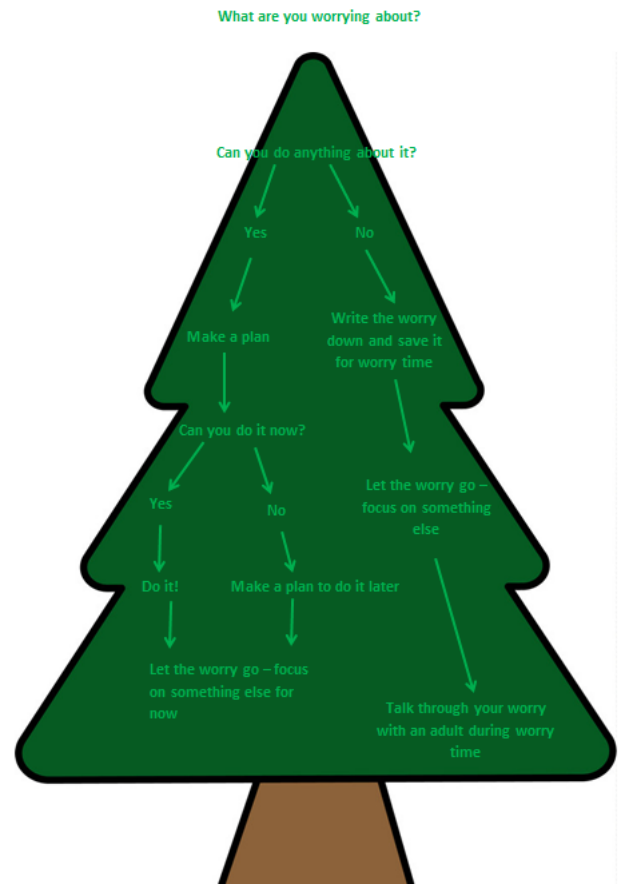 What are you worrying about?
Can you do anything about it?
Yes
No
Make a plan
Write the worry
down and save it
for worry time
Can you do it now?
Yes
No
Let the worry go –
focus on something
else
Do it!
Make a plan to do it later
Let the worry go – focus
on something else for
now
Talk through your worry
with an adult during worry
time